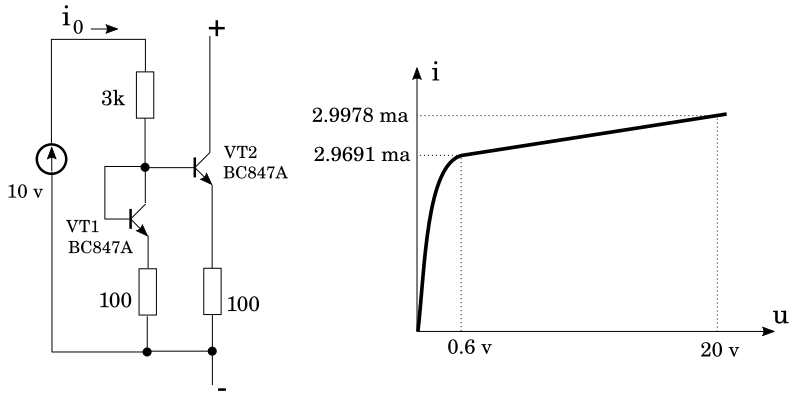 i0
+
3k
VT2
BC847A
10 v
VT1
BC847A
100
100
-
i
2.9978 ma
2.9691 ma
u
0.6 v
20 v